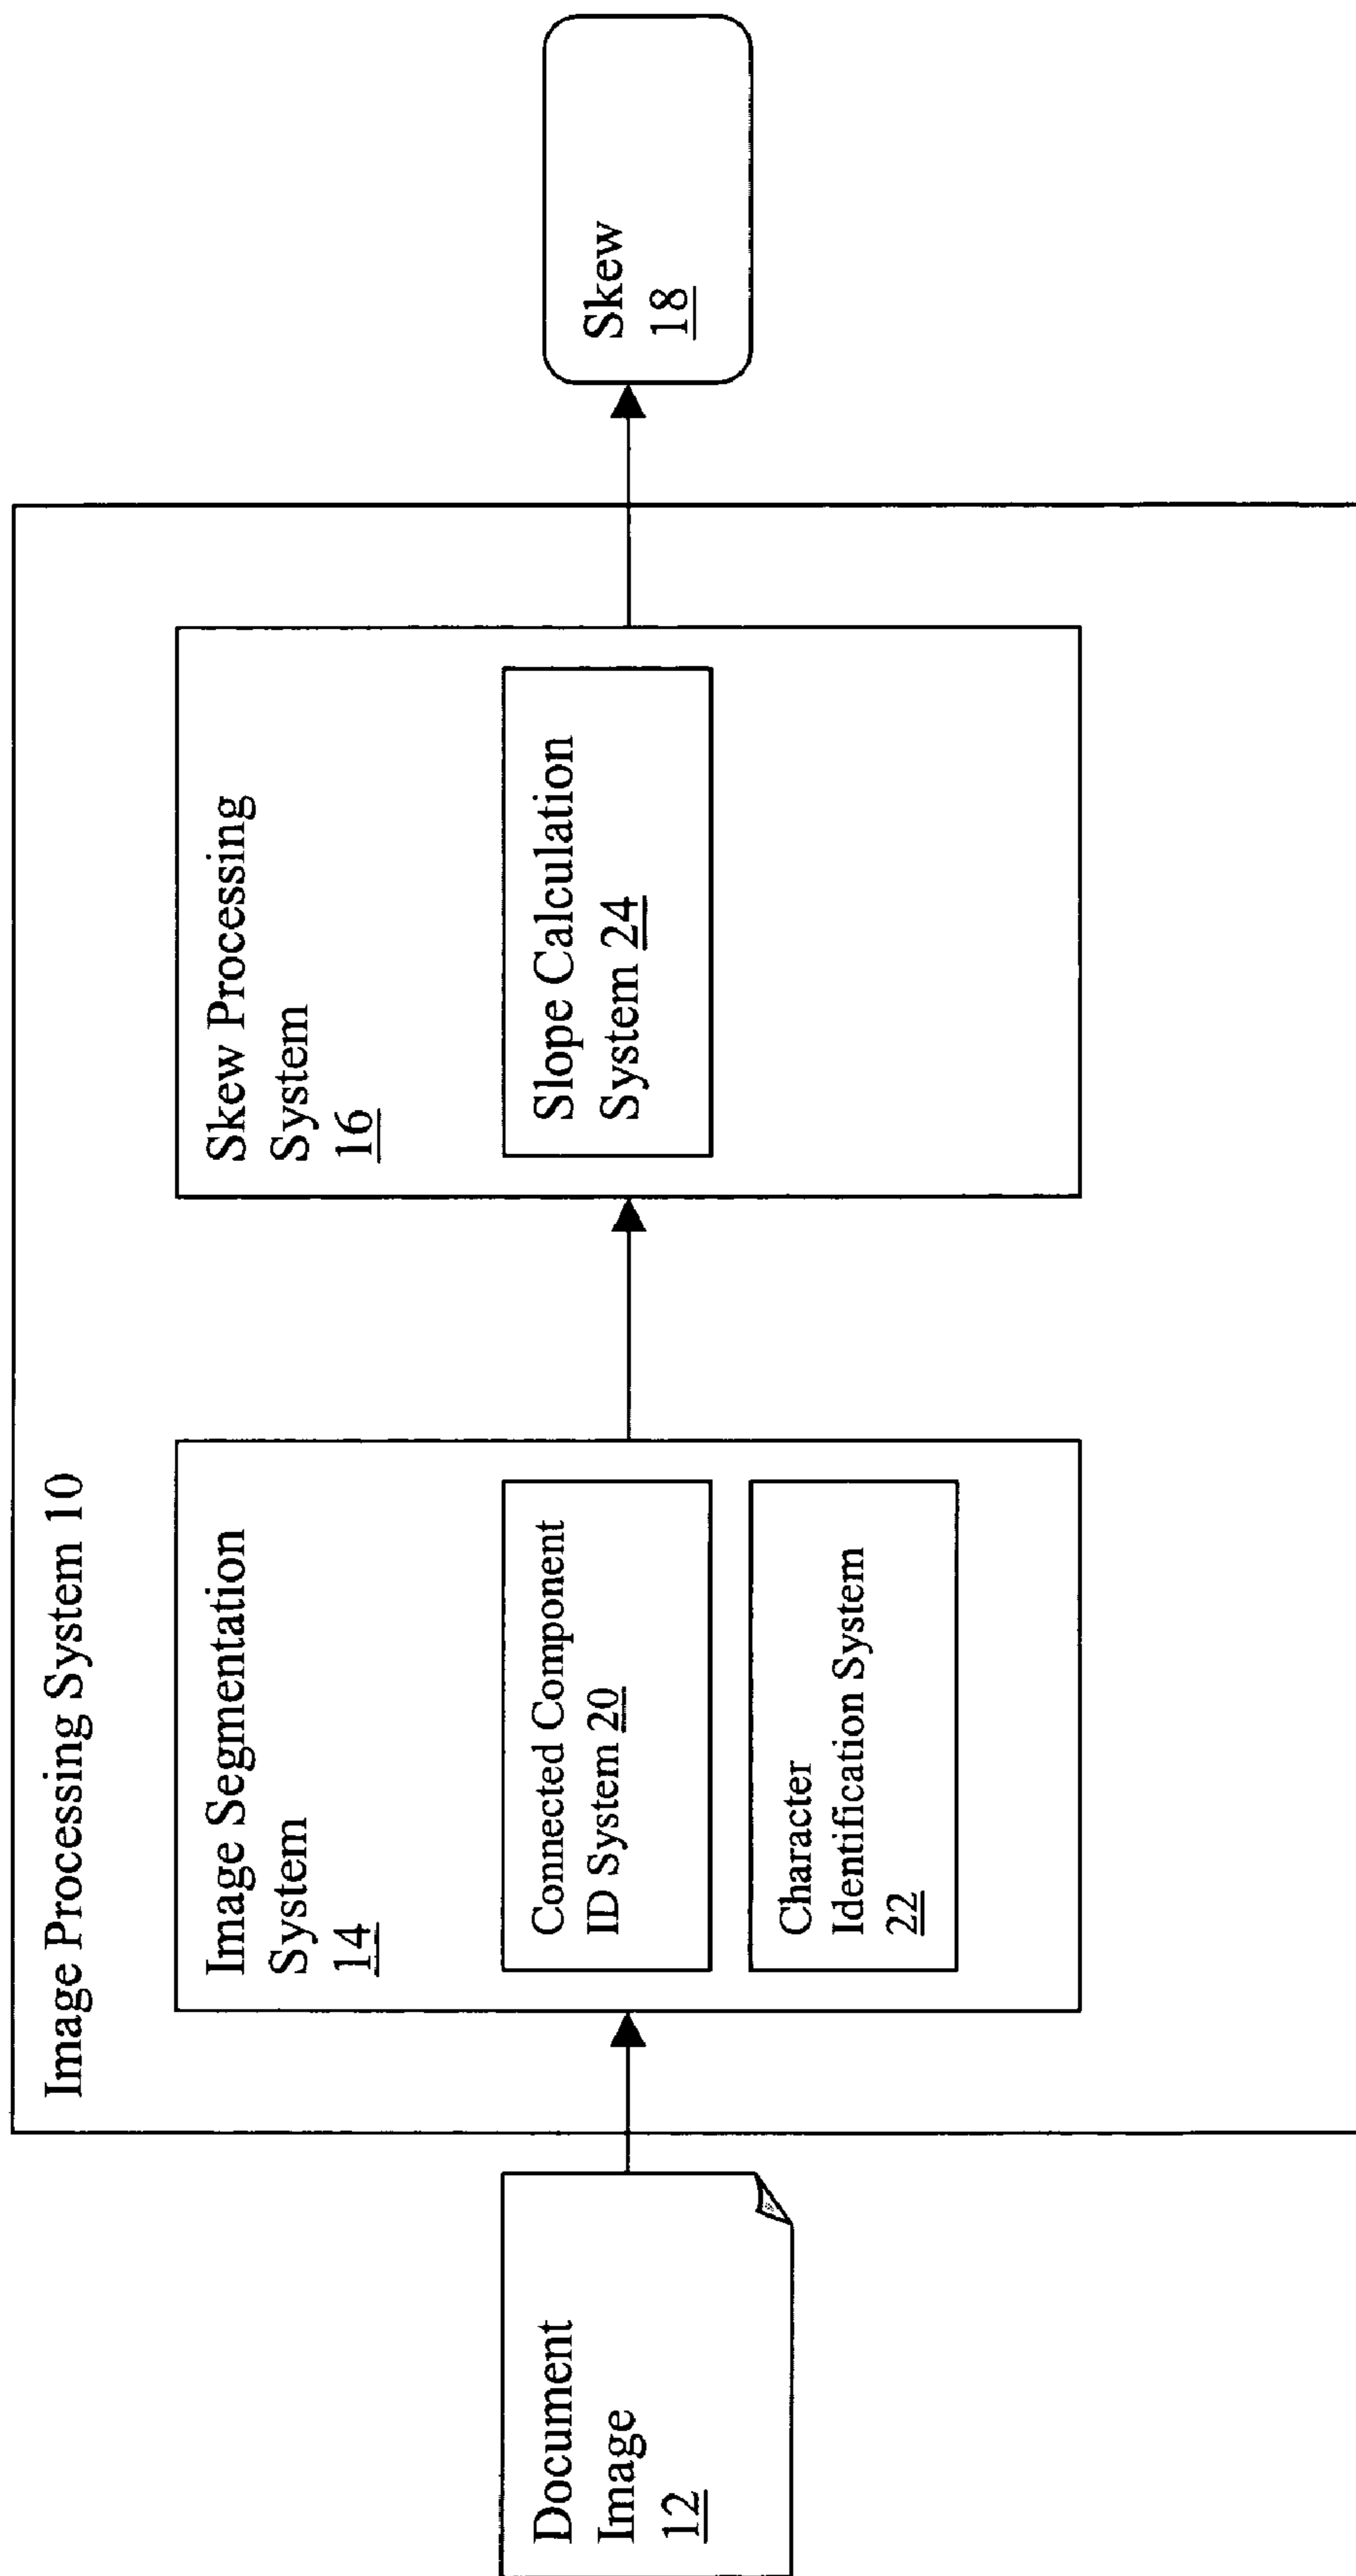 Image Processing System 10
Document
Image
12
Image Segmentation
System
14
Connected Component
ID System 20
Character
Identification System
22
Skew Processing
System
16
Slope Calculation
System 24
Skew
18